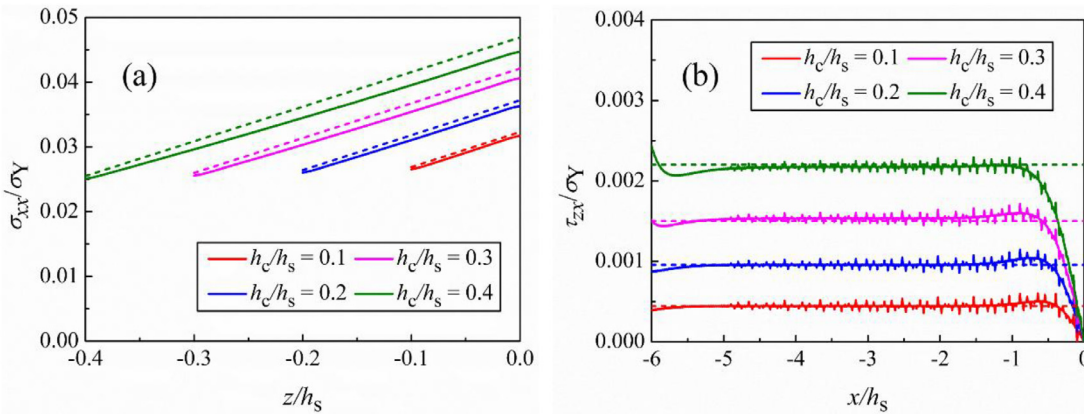 0.05
0.04
0.03
0.02
0.01
0.00
σxx/σY
(a)
hc/hs = 0.1 hc/hs = 0.3
hc/hs = 0.2 hc/hs = 0.4
-0.4 -0.3 -0.2 -0.1 0.0
z/hs
0.004
0.003
0.002
0.001
0.000
τzx/σY
(b)
hc/hs = 0.1 hc/hs = 0.3
hc/hs = 0.2 hc/hs = 0.4
-6 -5 -4 -3 -2 -1 0
x/hs